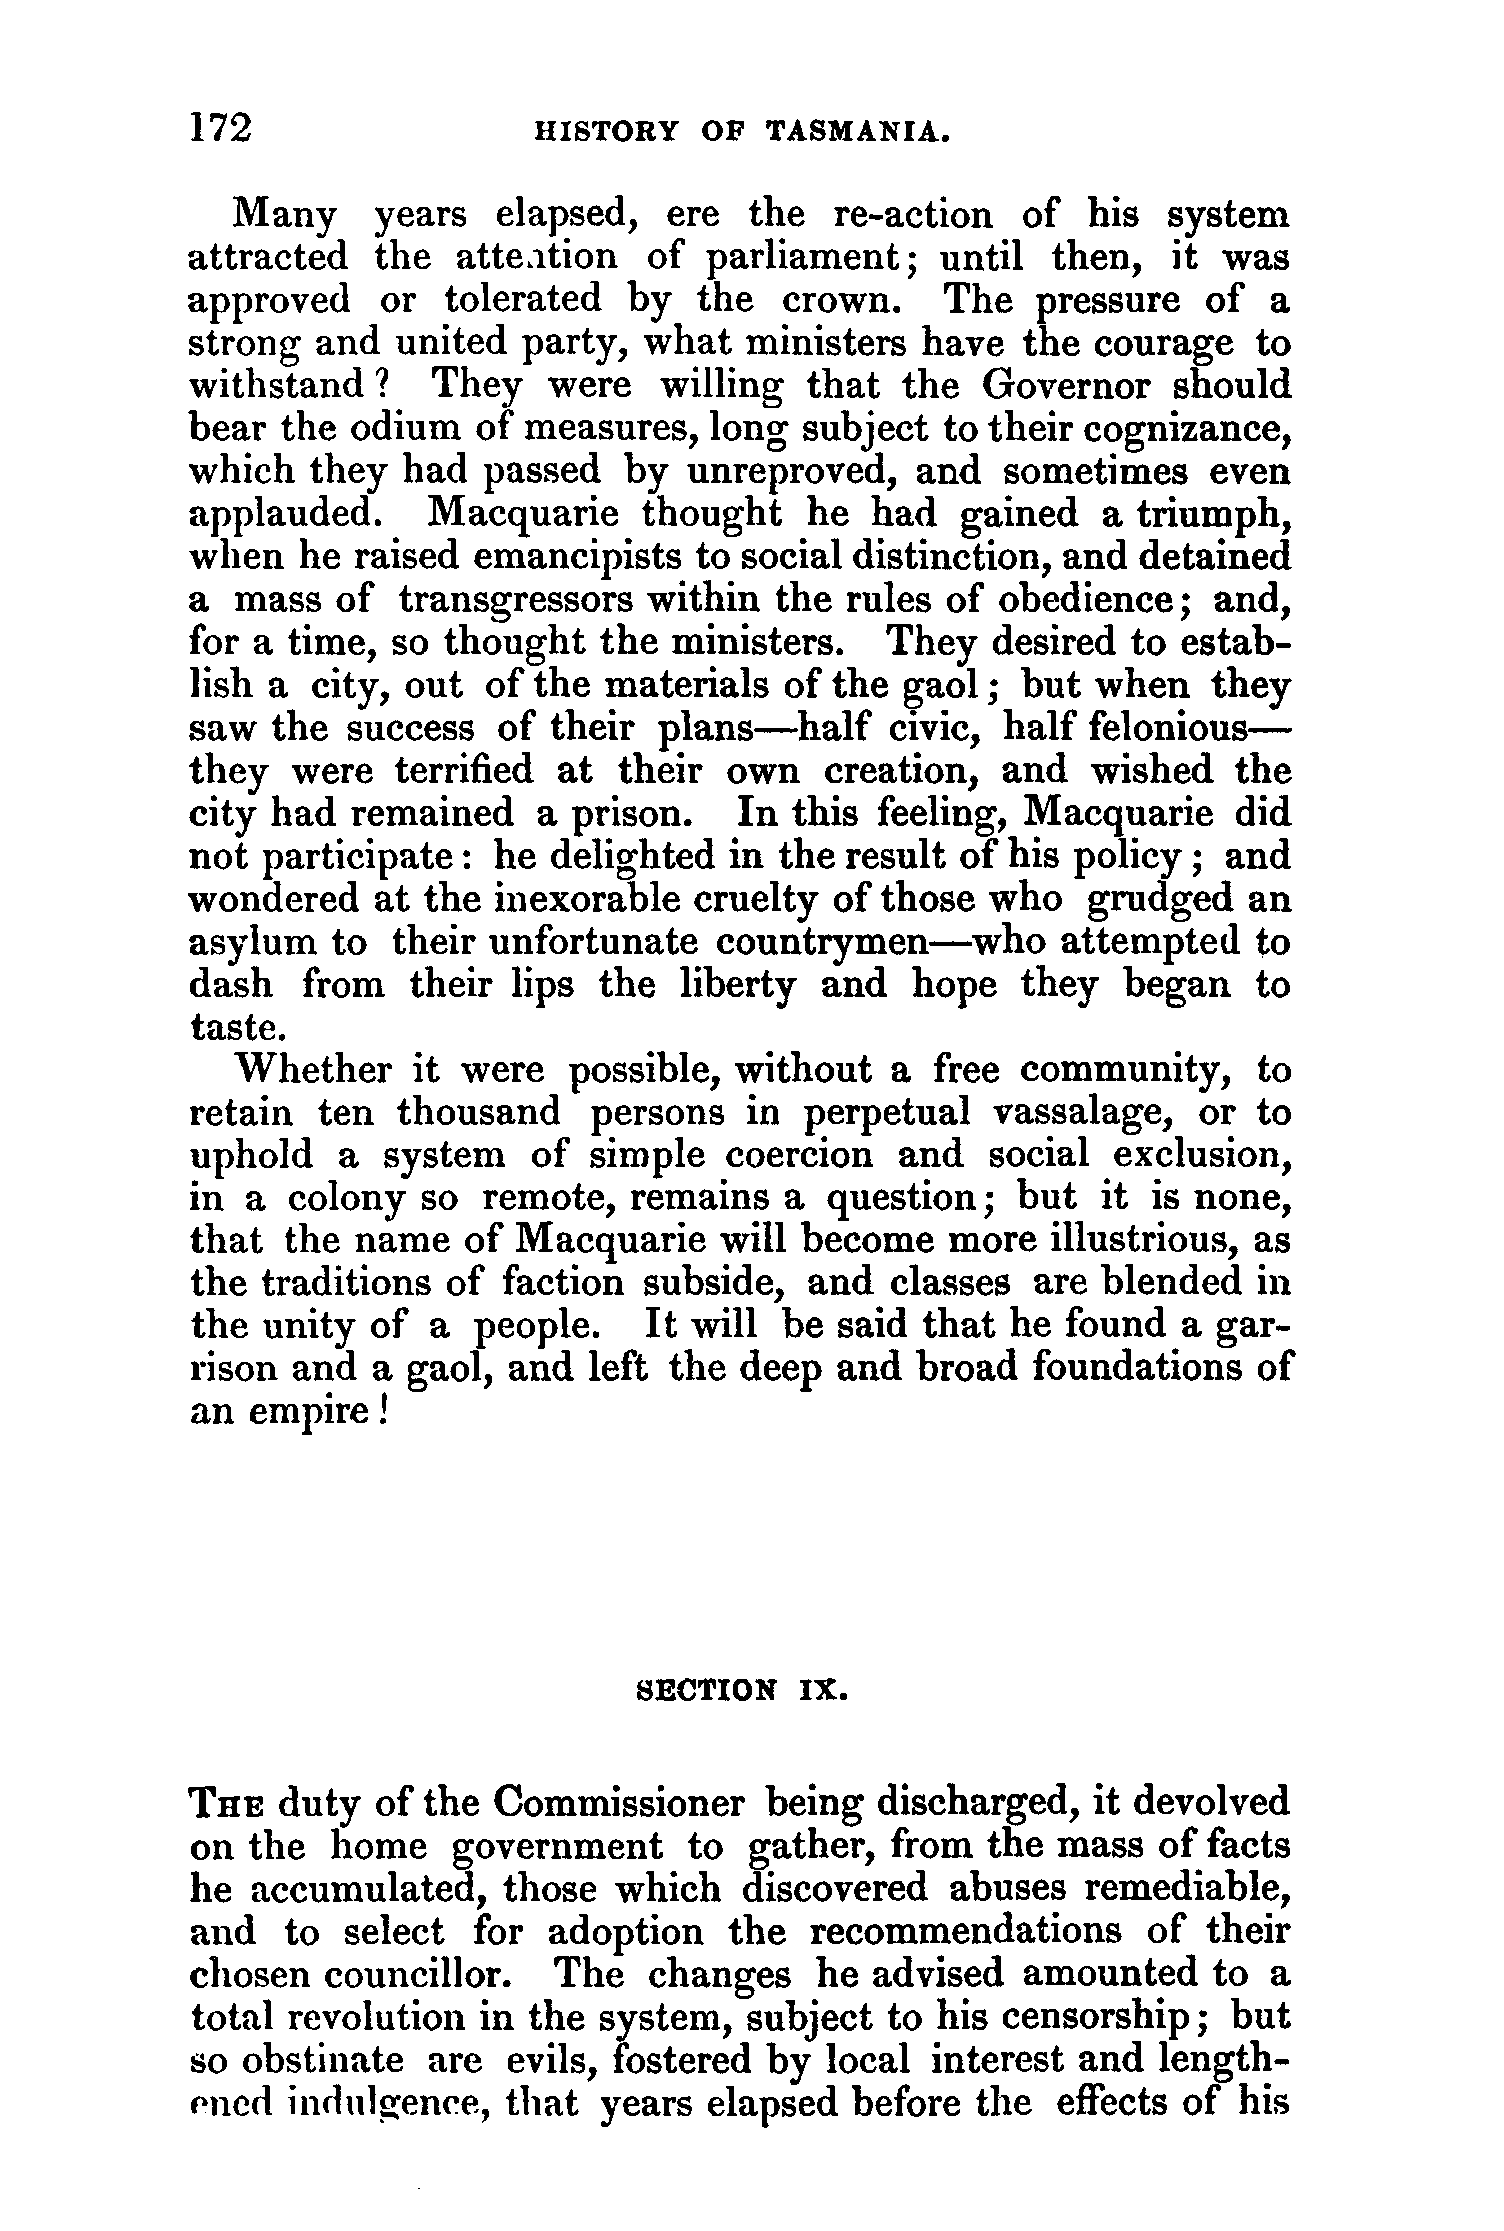 172 HISTORY OF TASMANIA.
Many years elapsed, ere the re-action of his system
attracted the attention of parliament; until then, it was
approved or tolerated by the crown. The pressure of a
strong and united party, what ministers have the courage to
withstand? They were willing that the Governor should
bear the odium of measures, long subject to their cognizance,
which they had passed by unreproved, and sometimes even
applauded. Macquarie thought he had gained a triumph,
when he raised emancipists to social distinction, and detained
a mass of transgressors within the rules of obedience; and,
for a time, so thought the ministers. They desired to estab-
lish a city, out of the materials of the gaol; but when they
saw the success of their plans—half civic, half felonious—
they were terrified at their own creation, and wished the
city had remained a prison. In this feeling, Macquarie did
not participate: he delighted in the result of his policy; and
wondered at the inexorable cruelty of those who grudged an
asylum to their unfortunate countrymen—who attempted to
dash from their lips the liberty and hope they began to
taste.
Whether it were possible, without a free community, to
retain ten thousand persons in perpetual vassalage, or to
uphold a system of simple coercion and social exclusion,
in a colony so remote, remains a question; but it is none,
that the name of Macquarie will become more illustrious, as
the traditions of faction subside, and classes are blended in
the unity of a people. It will be said that he found a gar-
rison and a gaol, and left the deep and broad foundations of
an empire!
SECTION IX.
THE duty of the Commissioner being discharged, it devolved
on the home government to gather, from the mass of facts
he accumulated, those which discovered abuses remediable,
and to select for adoption the recommendations of their
chosen councillor. The changes he advised amounted to a
total revolution in the system, subject to his censorship; but
so obstinate are evils, fostered by local interest and length-
ened indulgence, that years elapsed before the effects of his